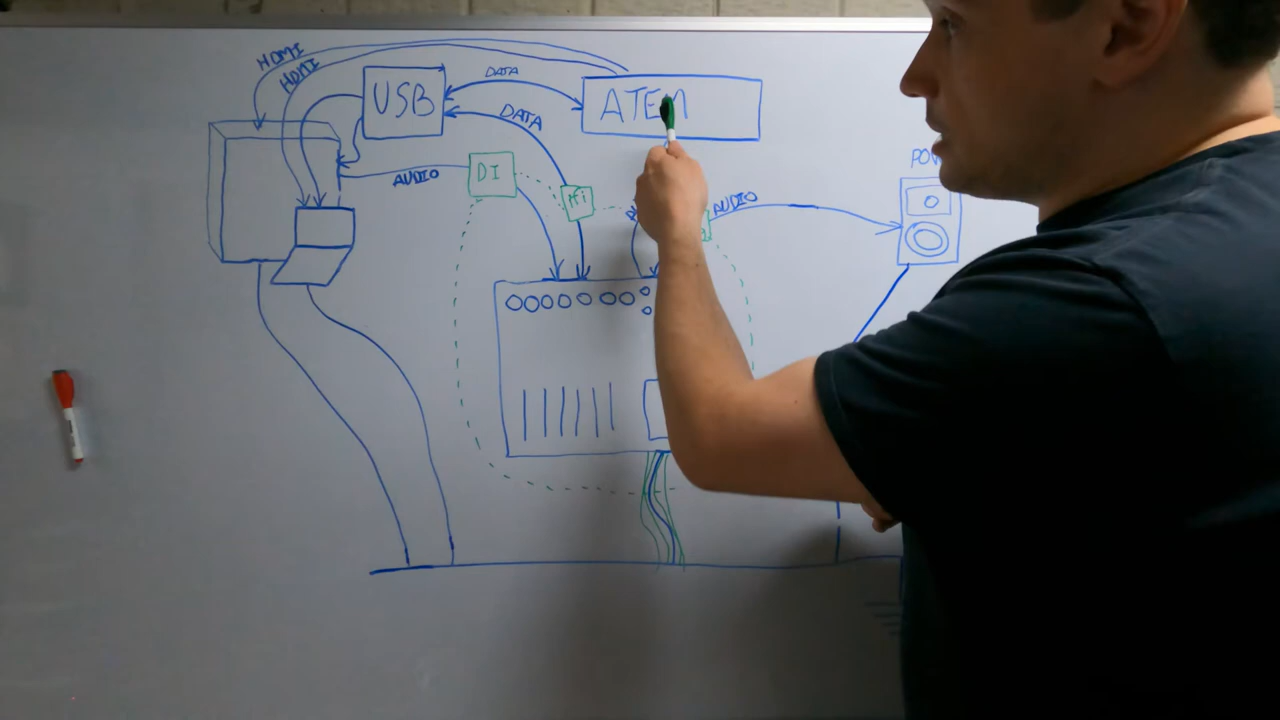 HDMI
HDMI
USB
DATA
DATA
ATEM
AUDIO
DI
AUDIO